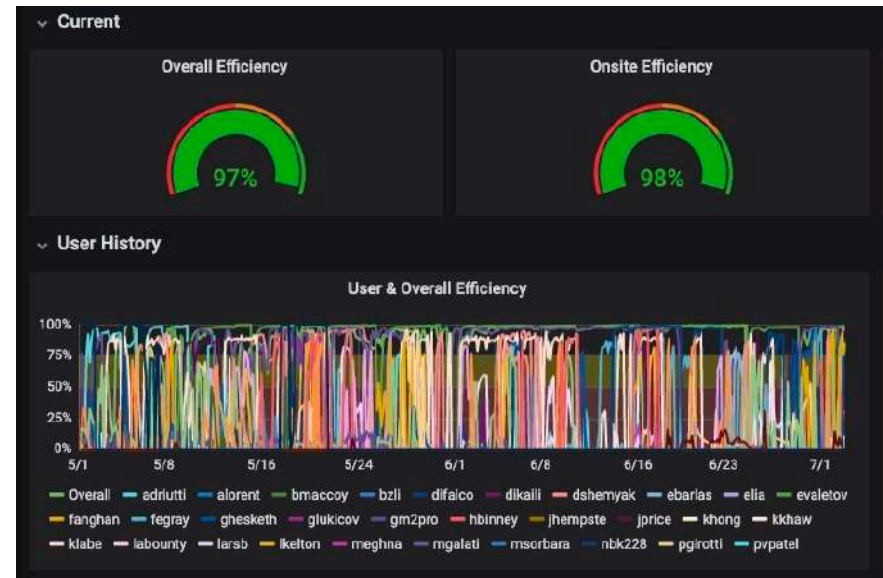 Current
Overall Efficiency
Onsite Efficiency
97%
98%
User History
User & Overall Efficiency
100%
75%
50%
25%
0%
5/1 5/8 5/16 5/24 6/1 6/8 6/16 6/23 7/1
Overall adriutti alorent bmaccoy bzli difalco dikaili dshemyak ebarlas elia evaletov
fanghan fegray ghesketh glukicov gm2pro hbinney jhempste jprice khong kkhaw
klabe labounty larsb lkelton meghna mgalati msorbara nbk228 pgirotti pvpatel